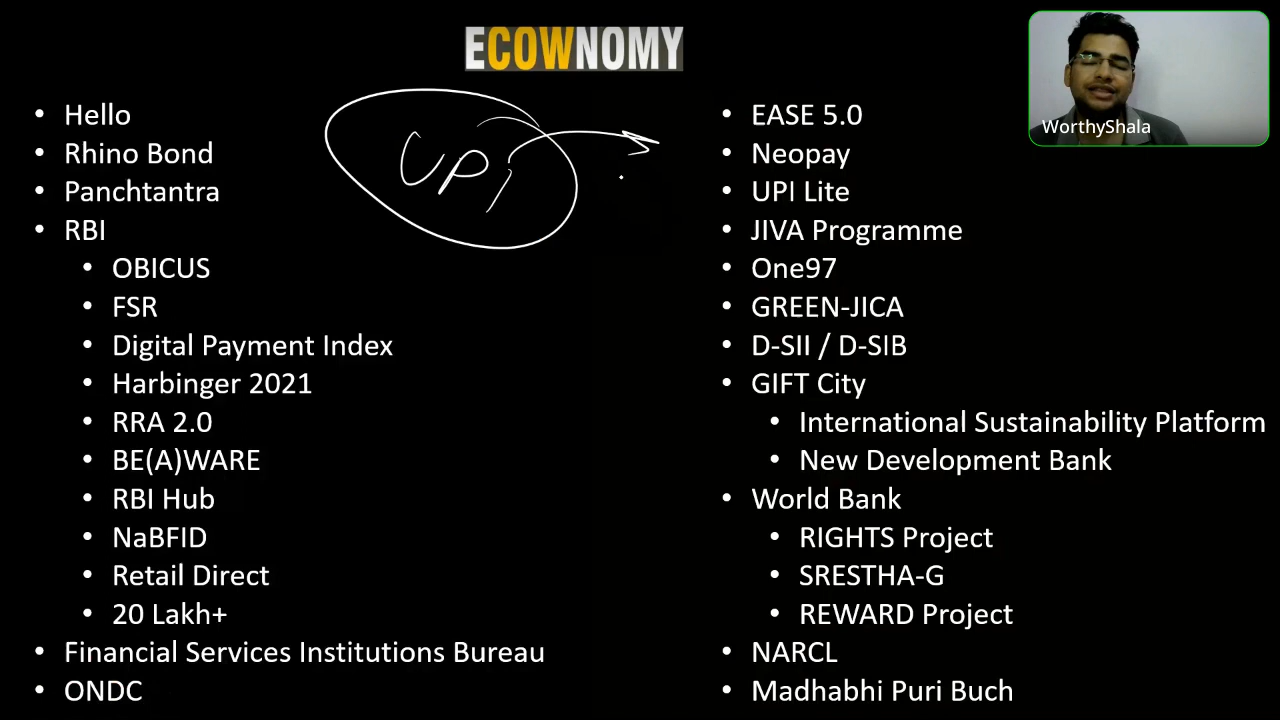 ECOWNOMY
WorthyShala
UPI
• Hello
• Rhino Bond
• Panchtantra
• RBI
• OBICUS
• FSR
• Digital Payment Index
• Harbinger 2021
• RRA 2.0
• BE(A)WARE
• RBI Hub
• NaBFID
• Retail Direct
• 20 Lakh+
• Financial Services Institutions Bureau
• ONDC
• EASE 5.0
• Neopay
• UPI Lite
• JIVA Programme
• One97
• GREEN-JICA
• D-SII / D-SIB
• GIFT City
• International Sustainability Platform
• New Development Bank
• World Bank
• RIGHTS Project
• SRESTHA-G
• REWARD Project
• NARCL
• Madhabhi Puri Buch